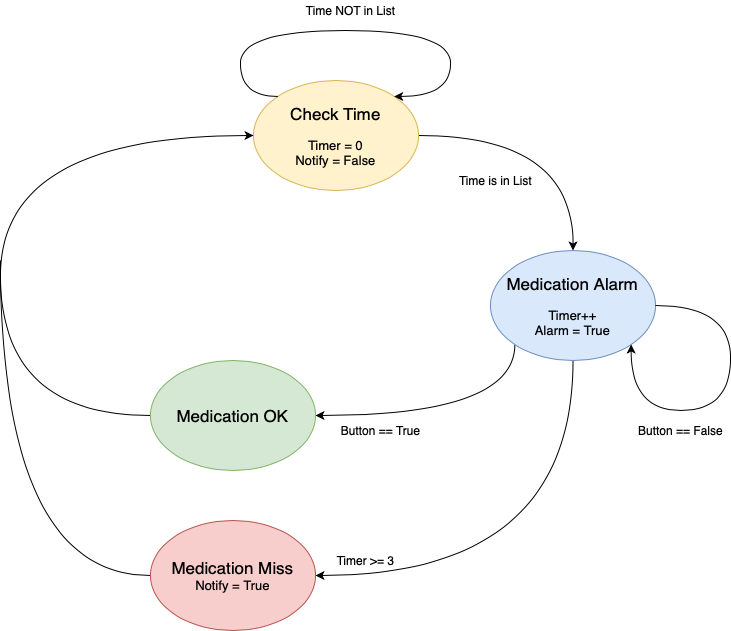 Time NOT in List
Check Time
Timer = 0
Notify = False
Time is in List
Medication Alarm
Timer++
Alarm = True
Medication OK
Button == True
Button == False
Medication Miss
Notify = True
Timer >= 3